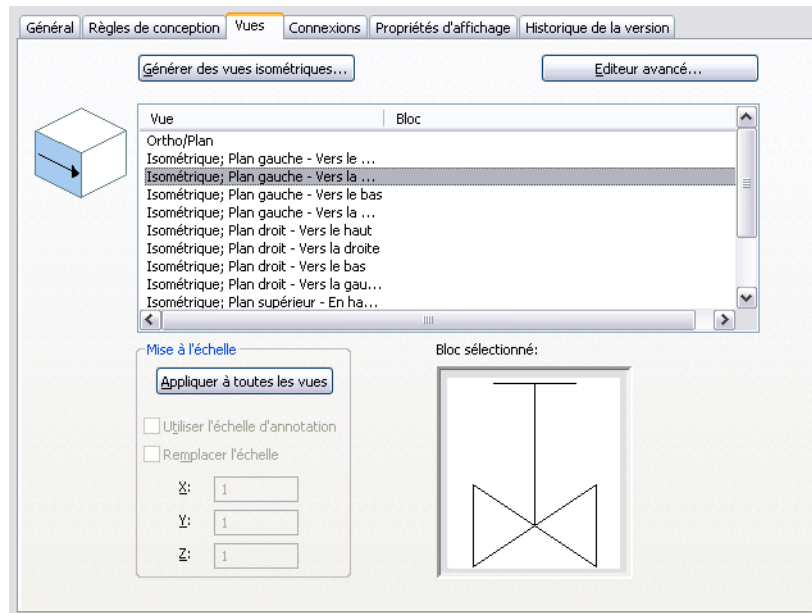 Général Règles de conception Vues Connexions Propriétés d'affichage Historique de la version
Générer des vues isométriques... Editeur avancé...
Vue Bloc
Ortho/Plan
Isométrique; Plan gauche - Vers le ...
Isométrique; Plan gauche - Vers la ...
Isométrique; Plan gauche - Vers le bas
Isométrique; Plan gauche - Vers la ...
Isométrique; Plan droit - Vers le haut
Isométrique; Plan droit - Vers la droite
Isométrique; Plan droit - Vers le bas
Isométrique; Plan droit - Vers la gau...
Isométrique; Plan supérieur - En ha...
Mise à l'échelle Bloc sélectionné:
Appliquer à toutes les vues
Utiliser l'échelle d'annotation
Remplacer l'échelle
X: 1
Y: 1
Z: 1